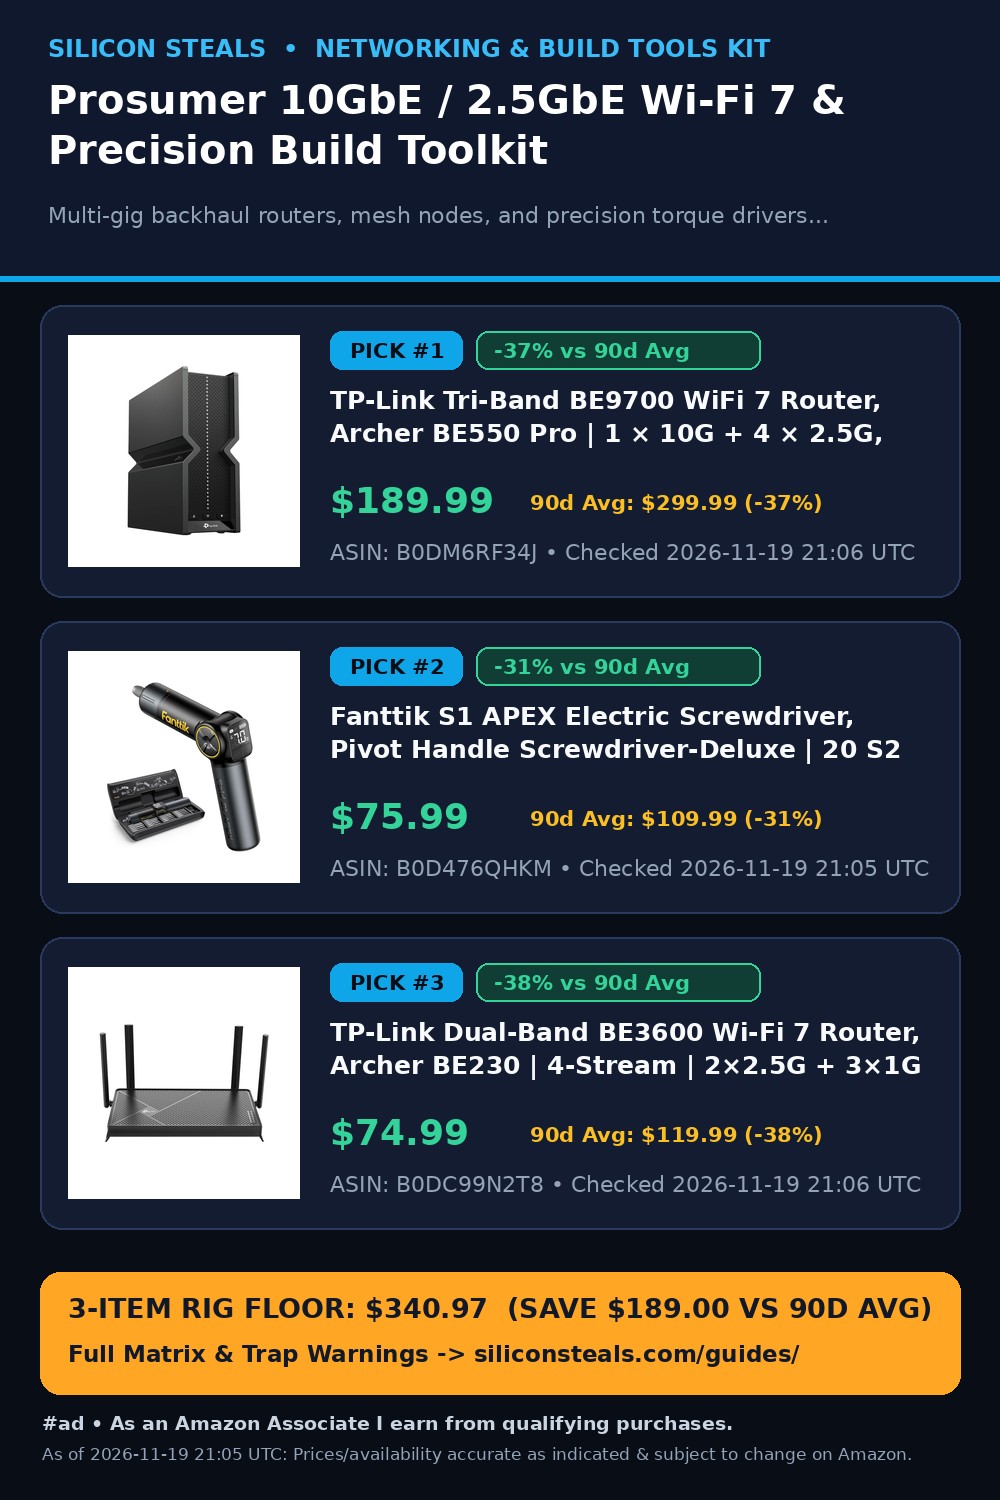 SILICON STEALS • NETWORKING & BUILD TOOLS KIT
Prosumer 10GbE / 2.5GbE Wi-Fi 7 &
Precision Build Toolkit
Multi-gig backhaul routers, mesh nodes, and precision torque drivers...
PICK #1
-37% vs 90d Avg
TP-Link Tri-Band BE9700 WiFi 7 Router,
Archer BE550 Pro | 1 × 10G + 4 × 2.5G,
$189.99
90d Avg: $299.99 (-37%)
ASIN: B0DM6RF34J • Checked 2026-11-19 21:06 UTC
Fanttik
PICK #2
-31% vs 90d Avg
Fanttik S1 APEX Electric Screwdriver,
Pivot Handle Screwdriver-Deluxe | 20 S2
$75.99
90d Avg: $109.99 (-31%)
ASIN: B0D476QHKM • Checked 2026-11-19 21:05 UTC
PICK #3
-38% vs 90d Avg
TP-Link Dual-Band BE3600 Wi-Fi 7 Router,
Archer BE230 | 4-Stream | 2×2.5G + 3×1G
$74.99
90d Avg: $119.99 (-38%)
ASIN: B0DC99N2T8 • Checked 2026-11-19 21:06 UTC
3-ITEM RIG FLOOR: $340.97 (SAVE $189.00 VS 90D AVG)
Full Matrix & Trap Warnings -> siliconsteals.com/guides/
#ad • As an Amazon Associate I earn from qualifying purchases.
As of 2026-11-19 21:05 UTC: Prices/availability accurate as indicated & subject to change on Amazon.